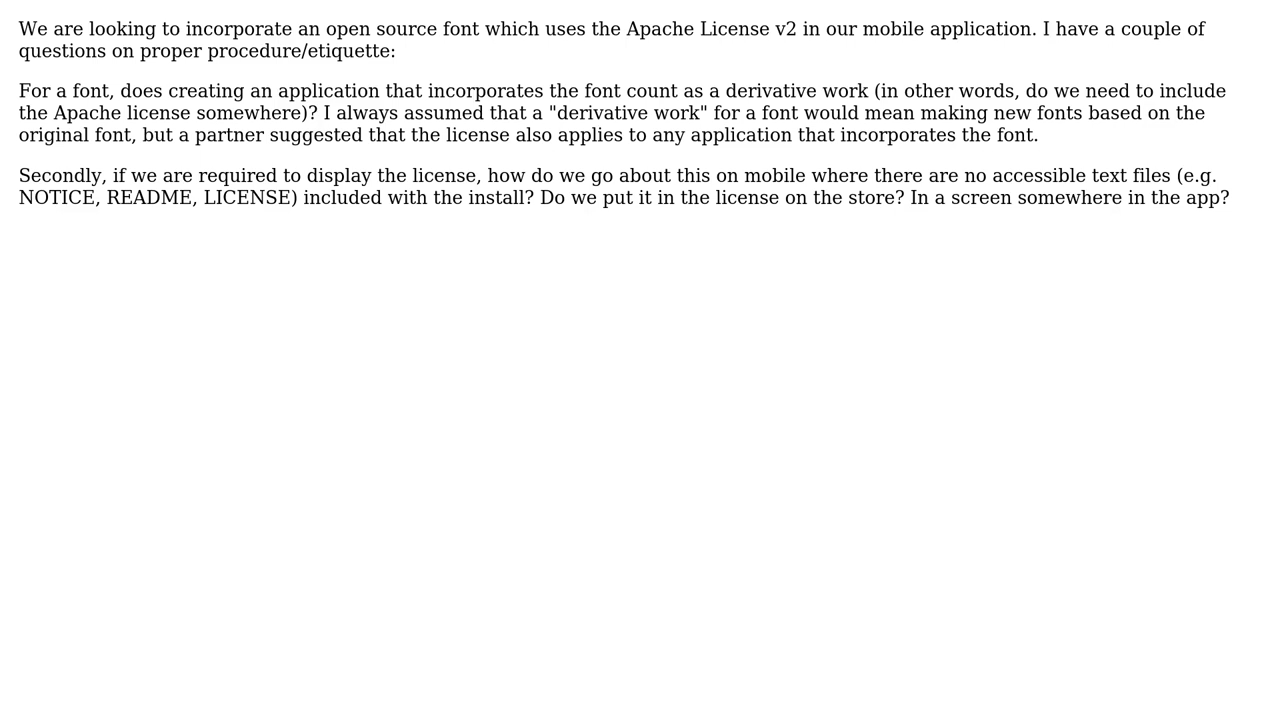 We are looking to incorporate an open source font which uses the Apache License v2 in our mobile application. I have a couple of
questions on proper procedure/etiquette:
For a font, does creating an application that incorporates the font count as a derivative work (in other words, do we need to include
the Apache license somewhere)? I always assumed that a "derivative work" for a font would mean making new fonts based on the
original font, but a partner suggested that the license also applies to any application that incorporates the font.
Secondly, if we are required to display the license, how do we go about this on mobile where there are no accessible text files (e.g.
NOTICE, README, LICENSE) included with the install? Do we put it in the license on the store? In a screen somewhere in the app?